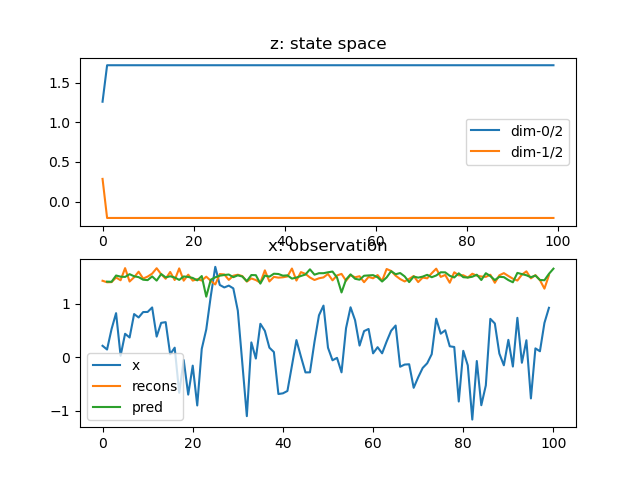 z: state space
1.5
1.0
0.5
0.0
dim-0/2
dim-1/2
0 20 40 60 80 100
x: observation
1
0
−1
x
recons
pred
0 20 40 60 80 100